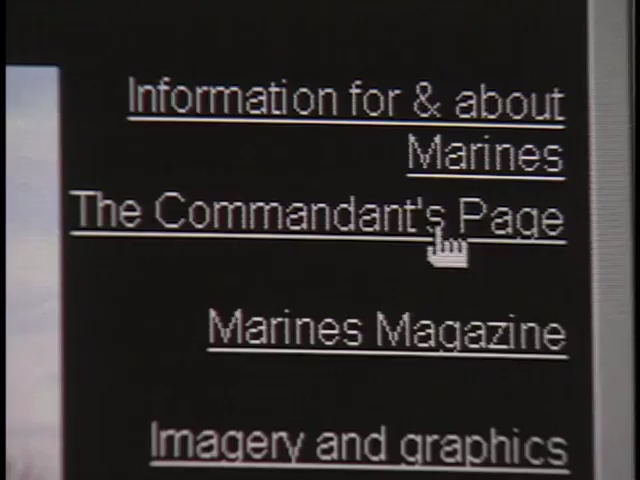 Information for & about
Marines
The Commandant's Page
Marines Magazine
Imagery and graphics